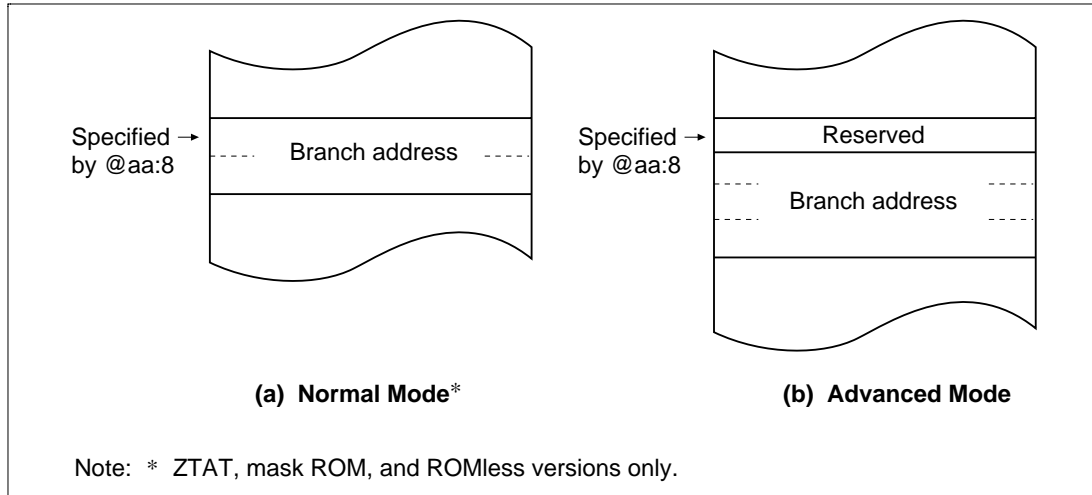 Specified →
by @aa:8
Branch address
(a) Normal Mode*
Specified →
by @aa:8
Reserved
Branch address
(b) Advanced Mode
Note: * ZTAT, mask ROM, and ROMless versions only.